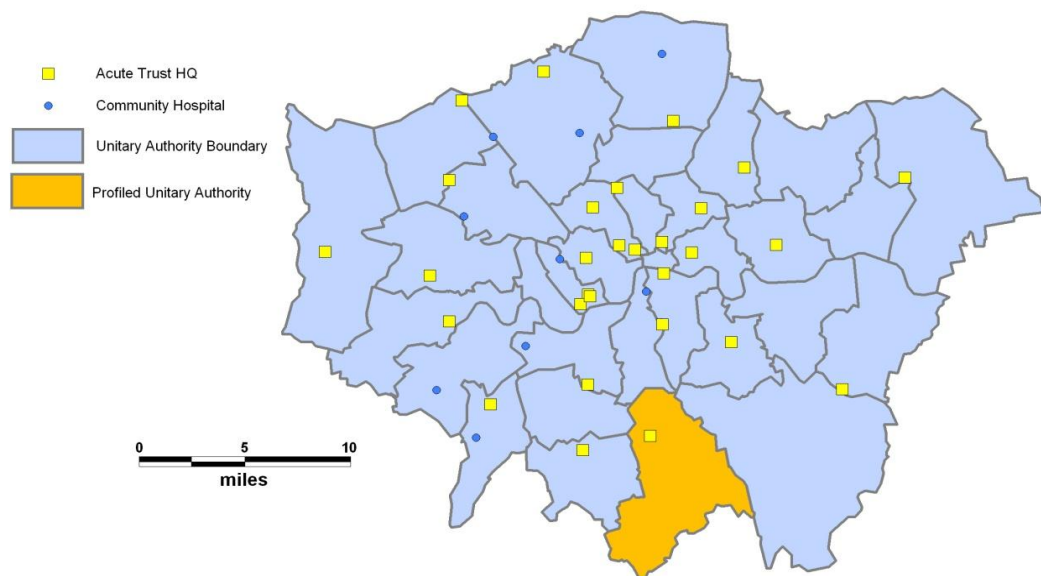 Acute Trust HQ
Community Hospital
Unitary Authority Boundary
Profiled Unitary Authority
0 5 10
miles